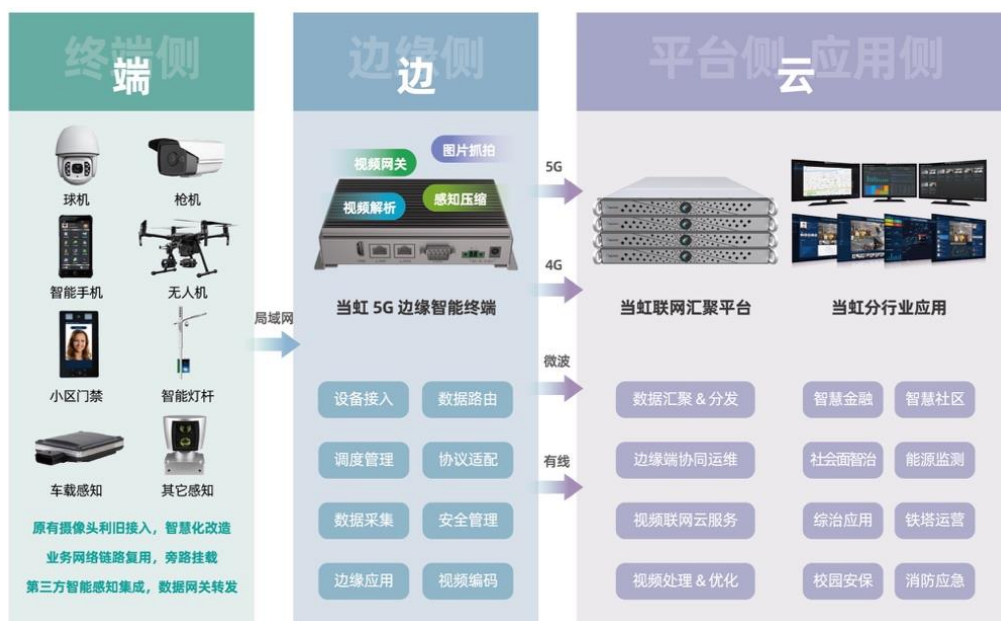 终端侧
端
球机
枪机
智能手机
无人机
小区门禁
智能灯杆
车载感知
其它感知
原有摄像头利旧接入，智慧化改造
业务网络链路复用，旁路挂载
第三方智能感知集成，数据网关转发
局域网
边缘侧
边
视频网关
图片抓拍
视频解析
感知压缩
当虹 5G 边缘智能终端
设备接入
数据路由
调度管理
协议适配
数据采集
安全管理
边缘应用
视频编码
5G
4G
微波
有线
平台侧 应用侧
云
当虹联网汇聚平台
当虹分行业应用
数据汇聚 & 分发
边缘端协同运维
视频联网云服务
视频处理 & 优化
智慧金融
智慧社区
社会面智治
能源监测
综治应用
铁塔运营
校园安保
消防应急